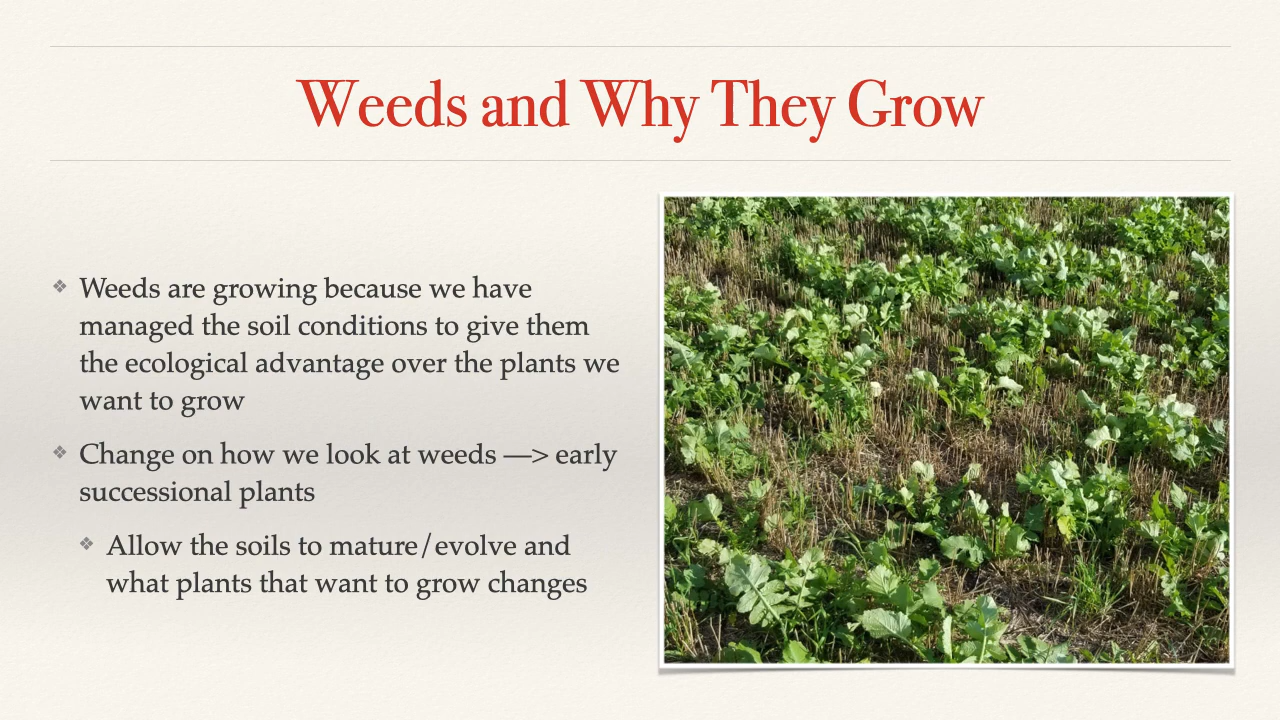 Weeds and Why They Grow
❖ Weeds are growing because we have
managed the soil conditions to give them
the ecological advantage over the plants we
want to grow
❖ Change on how we look at weeds —> early
successional plants
❖ Allow the soils to mature/evolve and
what plants that want to grow changes